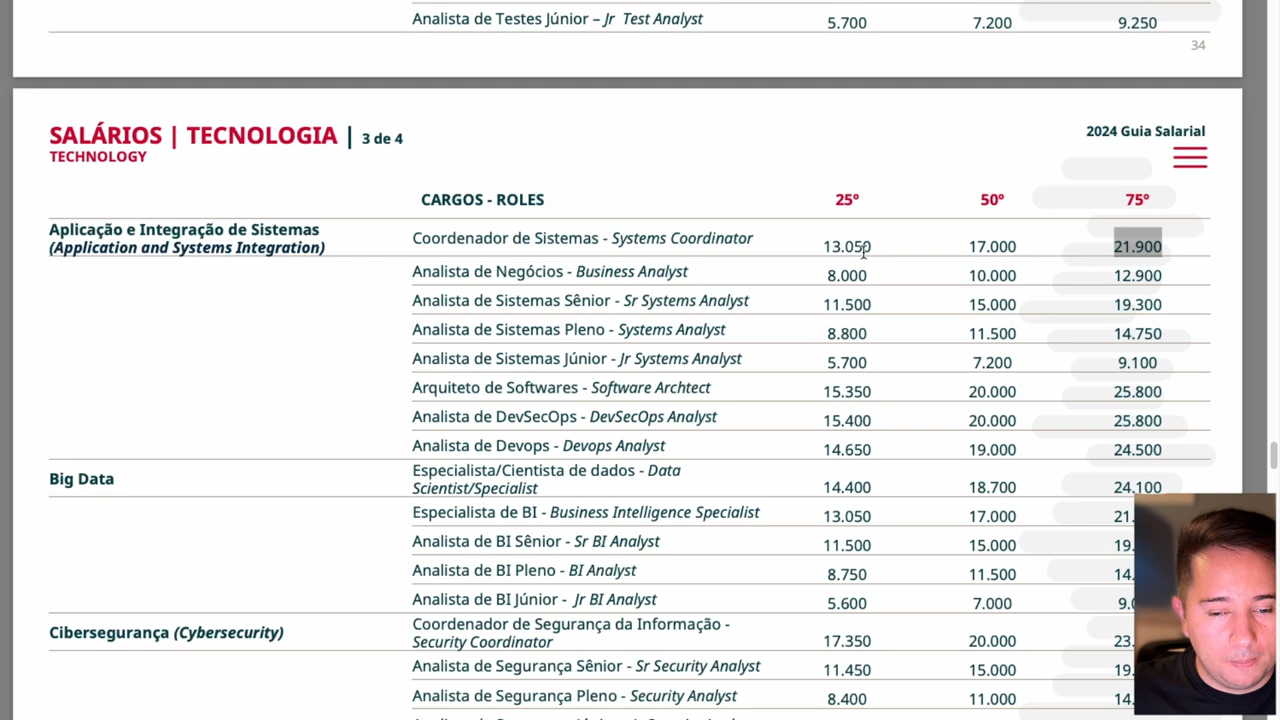 Analista de Testes Júnior – Jr Test Analyst 5.700 7.200 9.250
34
SALÁRIOS | TECNOLOGIA | 3 de 4 2024 Guia Salarial
TECHNOLOGY
CARGOS - ROLES 25º 50º 75º
Aplicação e Integração de Sistemas
(Application and Systems Integration) Coordenador de Sistemas - Systems Coordinator 13.050 17.000 21.900
Analista de Negócios - Business Analyst 8.000 10.000 12.900
Analista de Sistemas Sênior - Sr Systems Analyst 11.500 15.000 19.300
Analista de Sistemas Pleno - Systems Analyst 8.800 11.500 14.750
Analista de Sistemas Júnior - Jr Systems Analyst 5.700 7.200 9.100
Arquiteto de Softwares - Software Archtect 15.350 20.000 25.800
Analista de DevSecOps - DevSecOps Analyst 15.400 20.000 25.800
Analista de Devops - Devops Analyst 14.650 19.000 24.500
Big Data Especialista/Cientista de dados - Data
Scientist/Specialist 14.400 18.700 24.100
Especialista de BI - Business Intelligence Specialist 13.050 17.000 21.
Analista de BI Sênior - Sr BI Analyst 11.500 15.000 19.
Analista de BI Pleno - BI Analyst 8.750 11.500 14.
Analista de BI Júnior - Jr BI Analyst 5.600 7.000 9.0
Cibersegurança (Cybersecurity) Coordenador de Segurança da Informação -
Security Coordinator 17.350 20.000 23.
Analista de Segurança Sênior - Sr Security Analyst 11.450 15.000 19.
Analista de Segurança Pleno - Security Analyst 8.400 11.000 14.